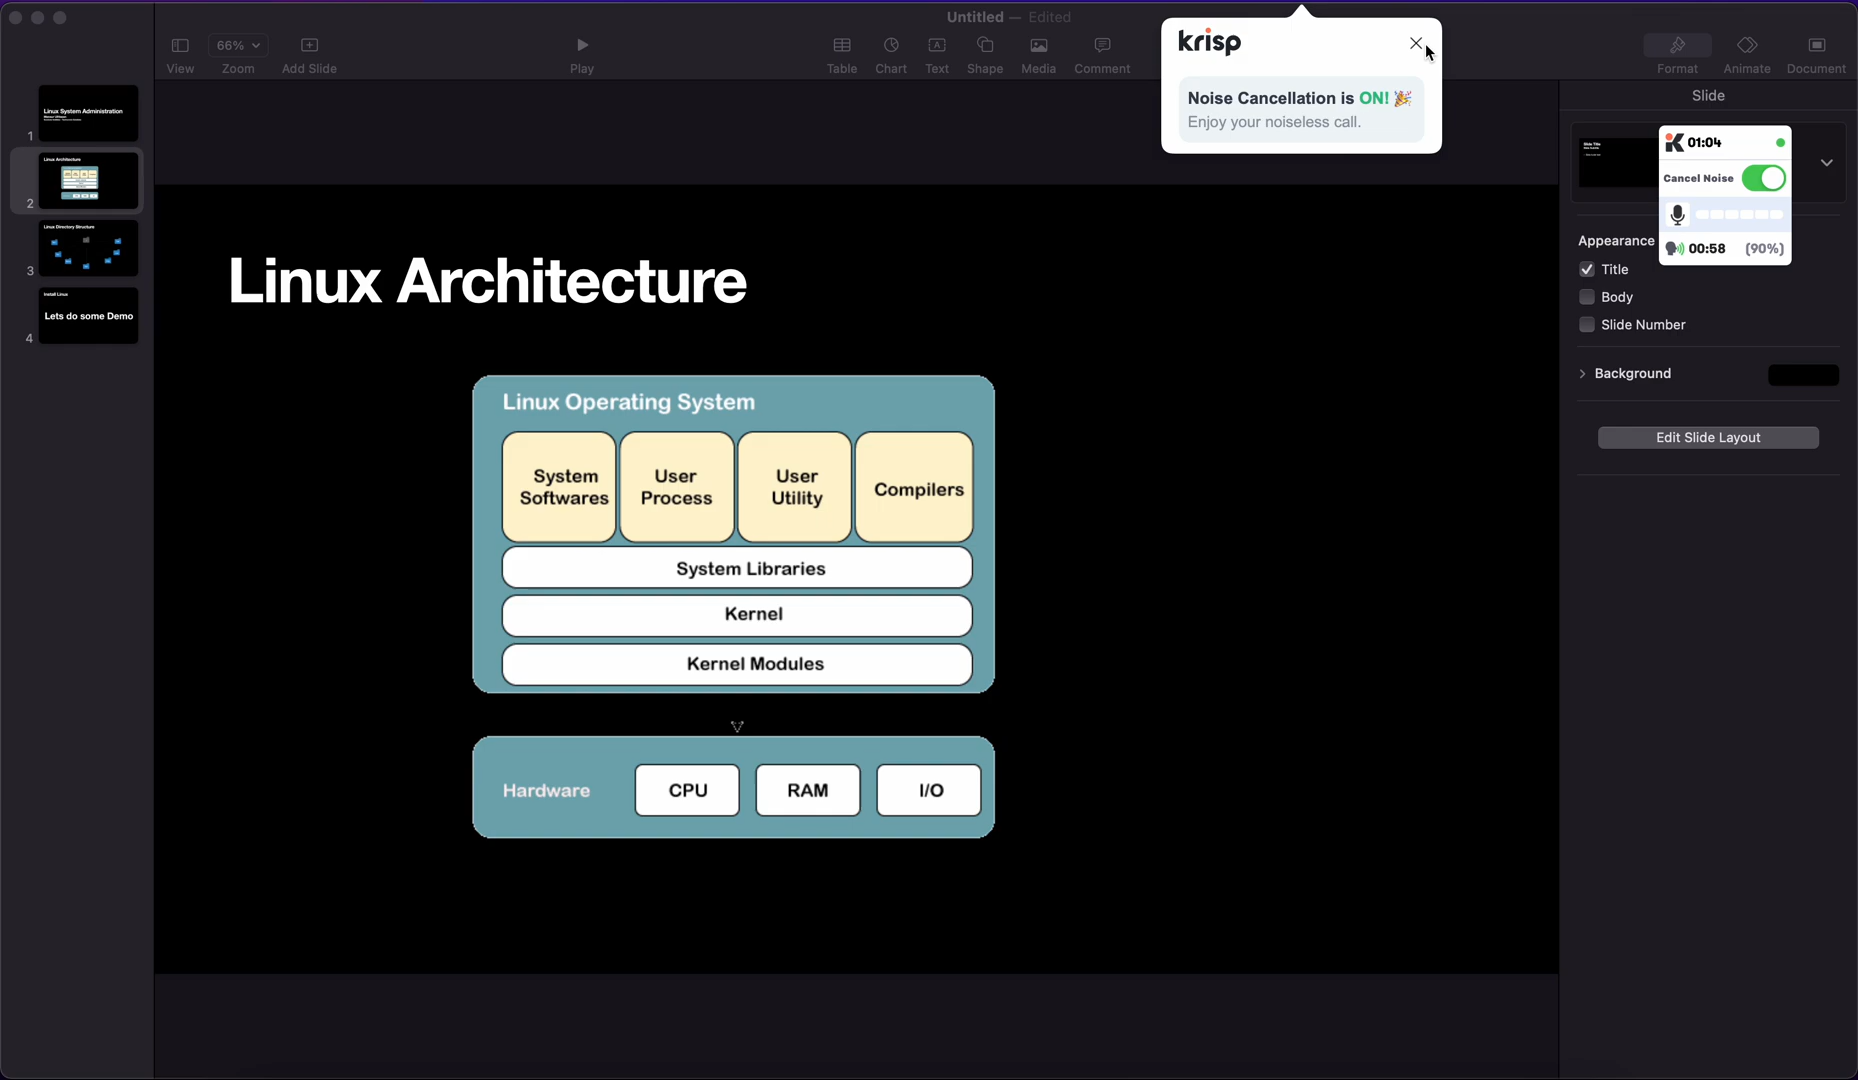 Untitled — Edited
66%
View
Zoom
Add Slide
Play
Table
Chart
Text
Shape
Media
Comment
Format
Animate
Document
krisp
Noise Cancellation is ON!
Enjoy your noiseless call.
Slide
01:04
Cancel Noise
00:58 (90%)
Appearance
Title
Body
Slide Number
Background
Edit Slide Layout
Linux System Administration
1
Linux Architecture
2
Linux Directory Structure
3
Install Linux
Lets do some Demo
4
Linux Architecture
Linux Operating System
System
Softwares
User
Process
User
Utility
Compilers
System Libraries
Kernel
Kernel Modules
Hardware
CPU
RAM
I/O